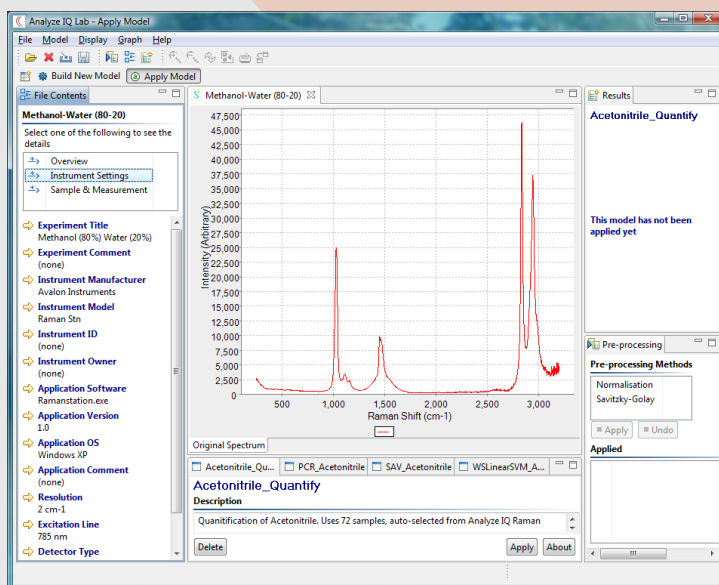 Analyze IQ Lab - Apply Model
File Model Display Graph Help
Build New Model Apply Model
File Contents
Methanol-Water (80-20)
Select one of the following to see the
details
Overview
Instrument Settings
Sample & Measurement
Experiment Title
Methanol (80%) Water (20%)
Experiment Comment
(none)
Instrument Manufacturer
Avalon Instruments
Instrument Model
Raman Stn
Instrument ID
(none)
Instrument Owner
(none)
Application Software
Ramanstation.exe
Application Version
1.0
Application OS
Windows XP
Application Comment
(none)
Resolution
2 cm-1
Excitation Line
785 nm
Detector Type
Methanol-Water (80-20)
47,500
45,000
42,500
40,000
37,500
35,000
32,500
30,000
27,500
25,000
22,500
20,000
17,500
15,000
12,500
10,000
7,500
5,000
2,500
0
Intensity (Arbitrary)
500 1,000 1,500 2,000 2,500 3,000
Raman Shift (cm-1)
Original Spectrum
Acetonitrile_Qu... PCR_Acetonitrile SAV_Acetonitrile WSLinearSVM_A...
Acetonitrile_Quantify
Description
Quanitification of Acetonitrile. Uses 72 samples, auto-selected from Analyze IQ Raman
Delete Apply About
Results
Acetonitrile_Quantify
This model has not been
applied yet
Pre-processing
Pre-processing Methods
Normalisation
Savitzky-Golay
Apply Undo
Applied